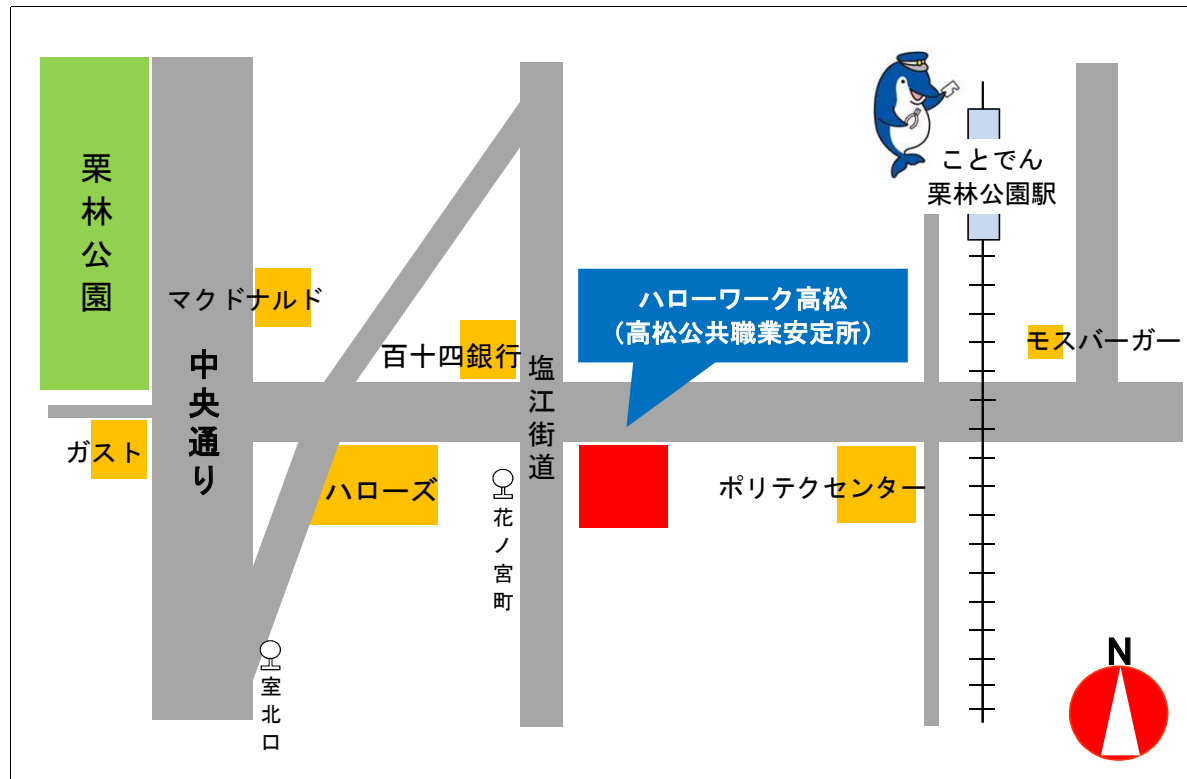 栗林公園
中央通り
マクドナルド
ガスト
ハローズ
百十四銀行
塩江街道
花ノ宮町
室北口
ハローワーク高松
（高松公共職業安定所）
ポリテクセンター
ことでん
栗林公園駅
モスバーガー
N